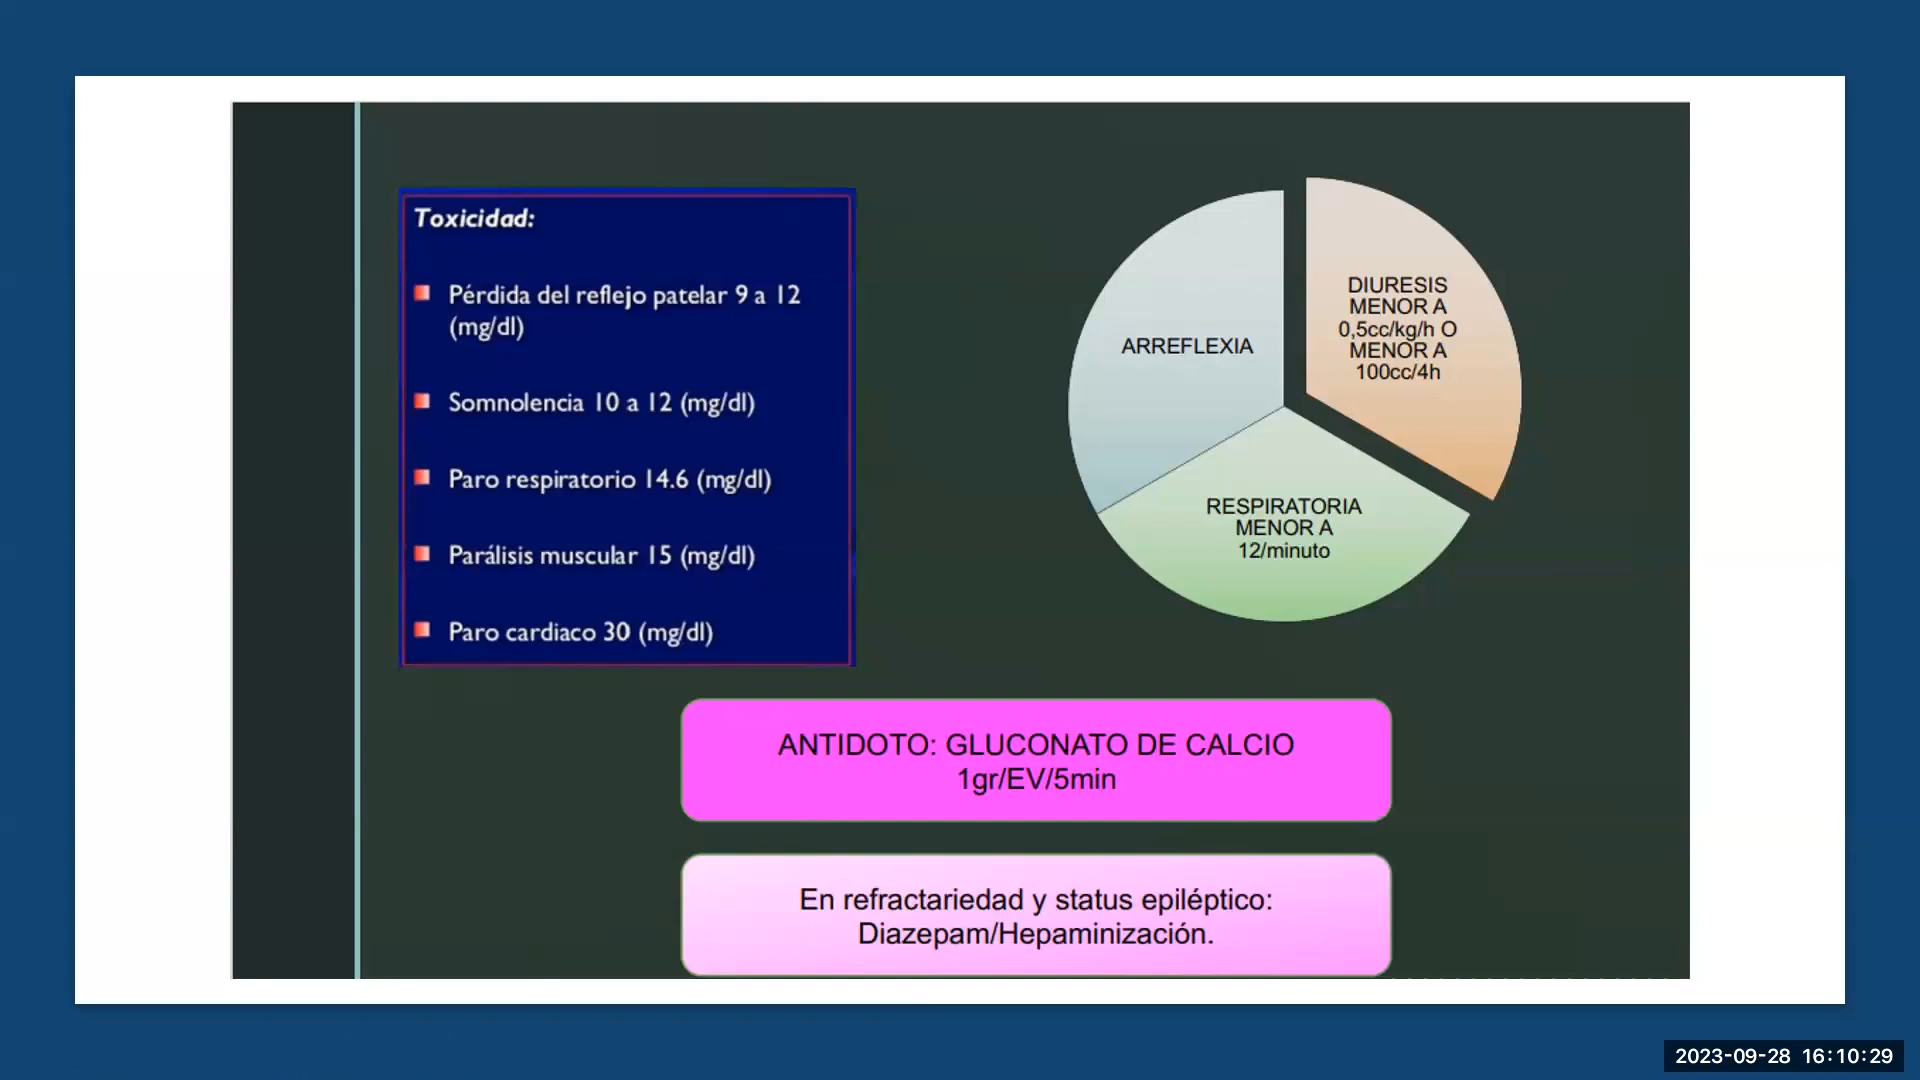 Toxicidad:
Pérdida del reflejo patelar 9 a 12
(mg/dl)
Somnolencia 10 a 12 (mg/dl)
Paro respiratorio 14.6 (mg/dl)
Parálisis muscular 15 (mg/dl)
Paro cardiaco 30 (mg/dl)
ARREFLEXIA
DIURESIS
MENOR A
0,5cc/kg/h O
MENOR A
100cc/4h
RESPIRATORIA
MENOR A
12/minuto
ANTIDOTO: GLUCONATO DE CALCIO
1gr/EV/5min
En refractariedad y status epiléptico:
Diazepam/Hepaminización.
2023-09-28 16:10:29